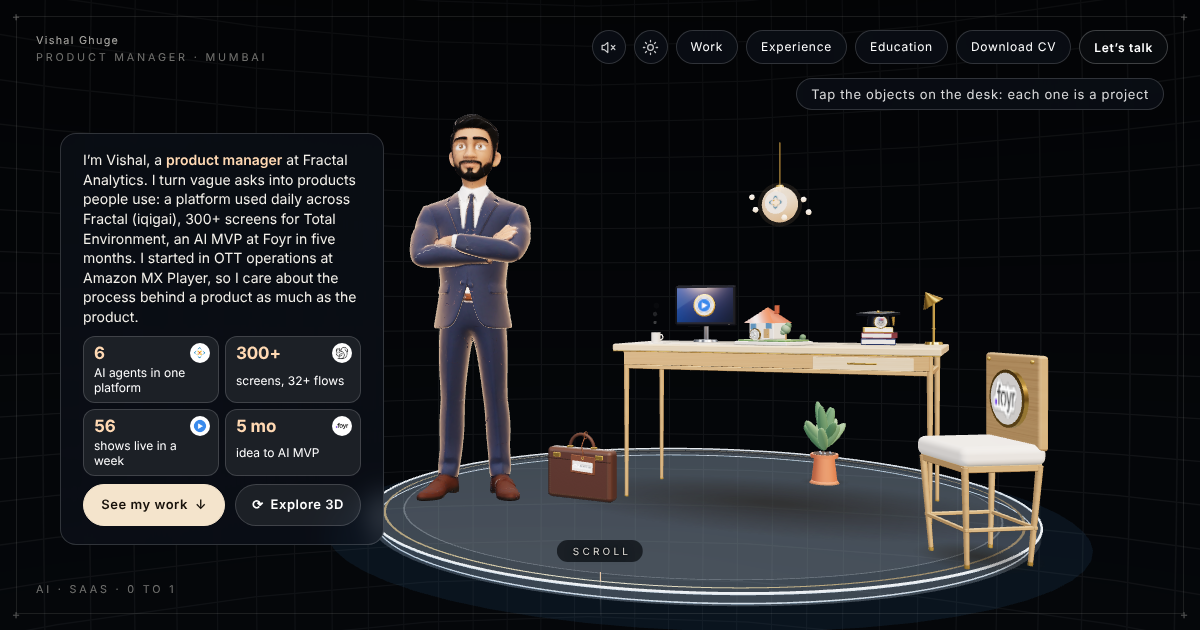 Vishal Ghuge
PRODUCT MANAGER · MUMBAI
Work
Experience
Education
Download CV
Let's talk
Tap the objects on the desk: each one is a project
I'm Vishal, a product manager at Fractal
Analytics. I turn vague asks into products
people use: a platform used daily across
Fractal (iqigai), 300+ screens for Total
Environment, an AI MVP at Foyr in five
months. I started in OTT operations at
Amazon MX Player, so I care about the
process behind a product as much as the
product.
6
AI agents in one
platform
300+
screens, 32+ flows
56
shows live in a
week
5 mo
.foyr
idea to AI MVP
See my work ↓
⟳ Explore 3D
.foyr
SCROLL
AI · SAAS · 0 TO 1